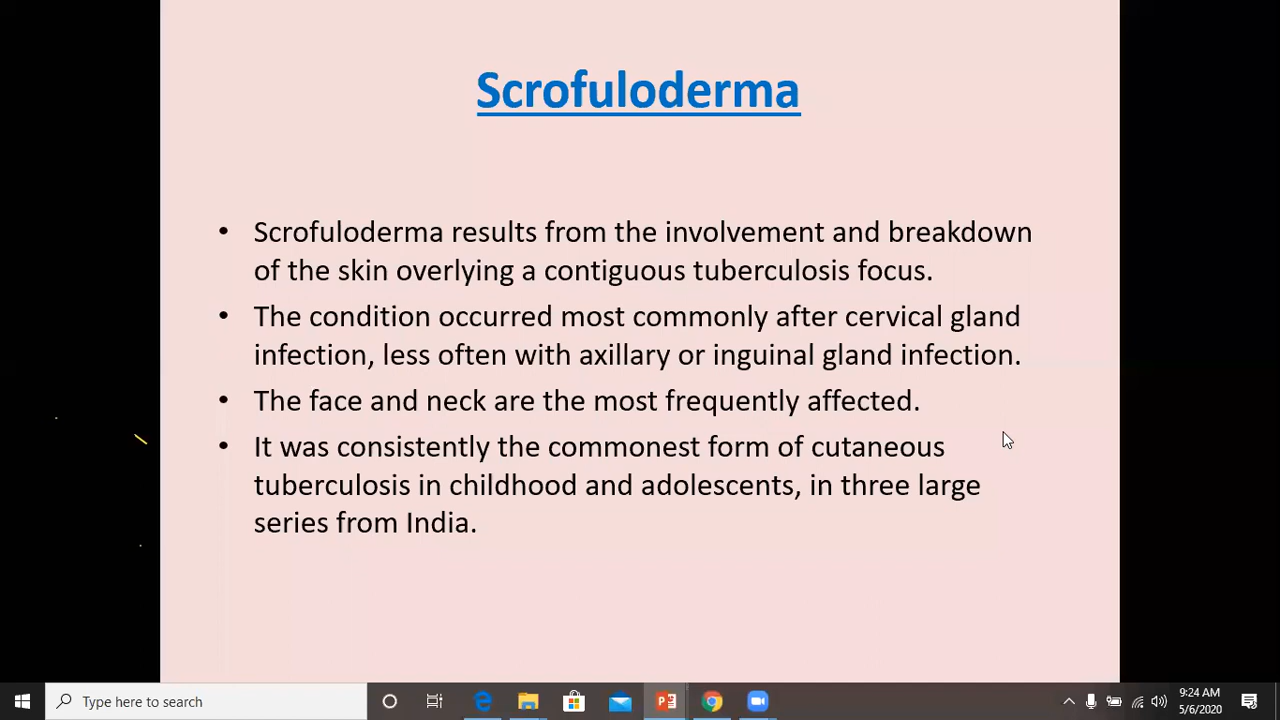 Scrofuloderma
• Scrofuloderma results from the involvement and breakdown
of the skin overlying a contiguous tuberculosis focus.
• The condition occurred most commonly after cervical gland
infection, less often with axillary or inguinal gland infection.
• The face and neck are the most frequently affected.
• It was consistently the commonest form of cutaneous
tuberculosis in childhood and adolescents, in three large
series from India.
Type here to search
9:24 AM
5/6/2020